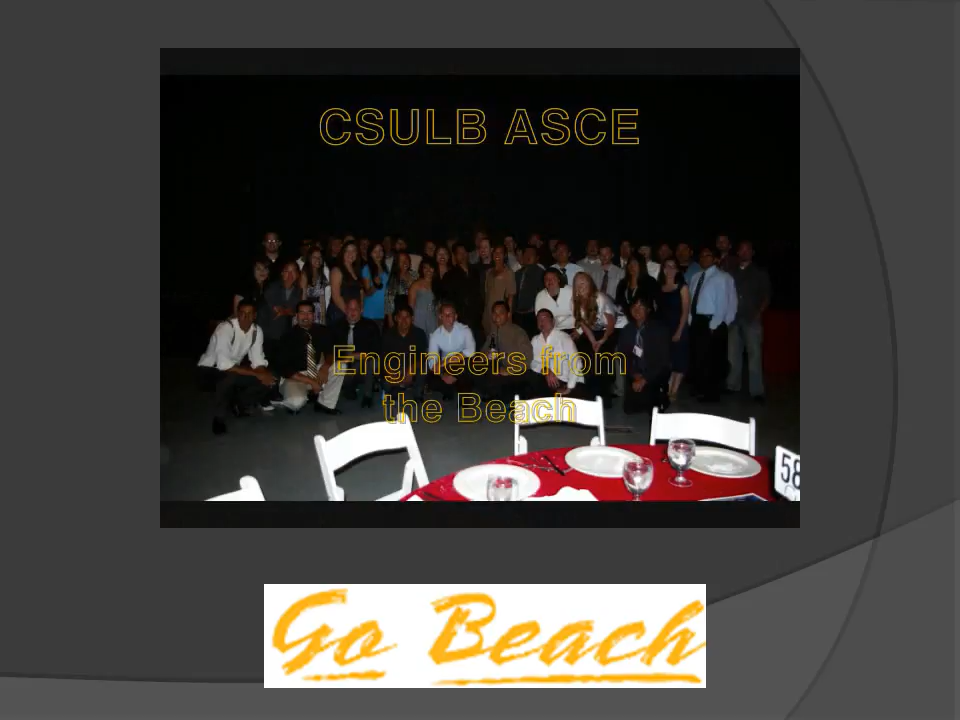 CSULB ASCE
Engineers from
the Beach
58
Go Beach